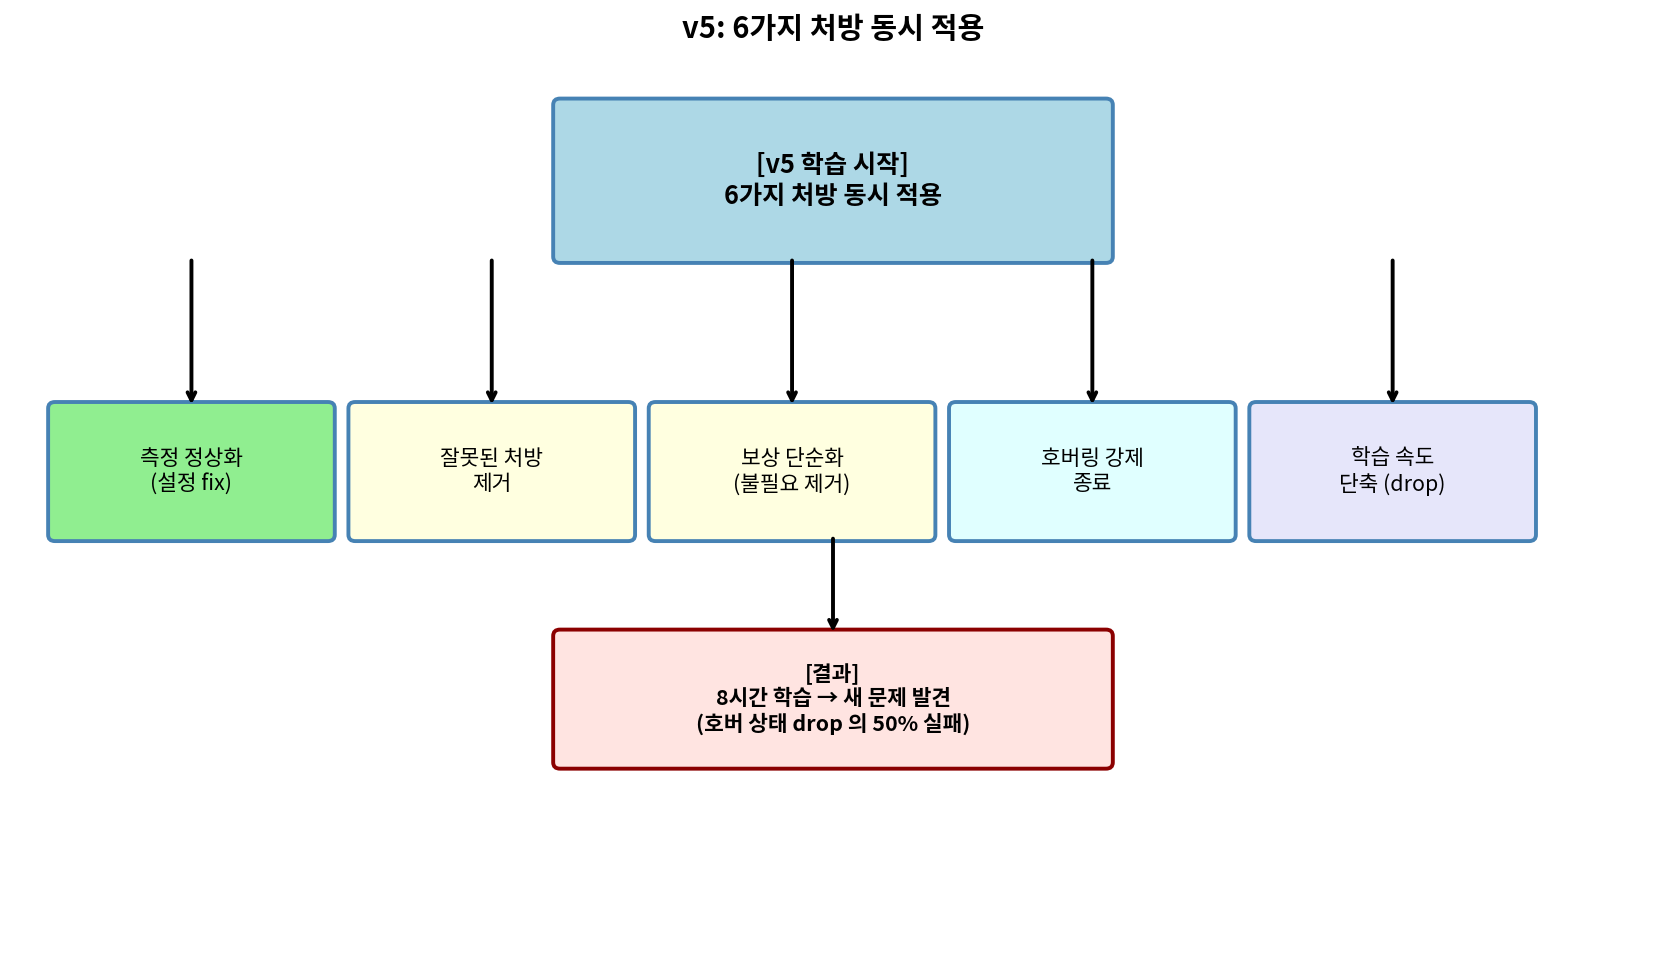 v5: 6가지 처방 동시 적용
[v5 학습 시작]
6가지 처방 동시 적용
측정 정상화
(설정 fix)
잘못된 처방
제거
보상 단순화
(불필요 제거)
호버링 강제
종료
학습 속도
단축 (drop)
[결과]
8시간 학습 → 새 문제 발견
(호버 상태 drop 의 50% 실패)